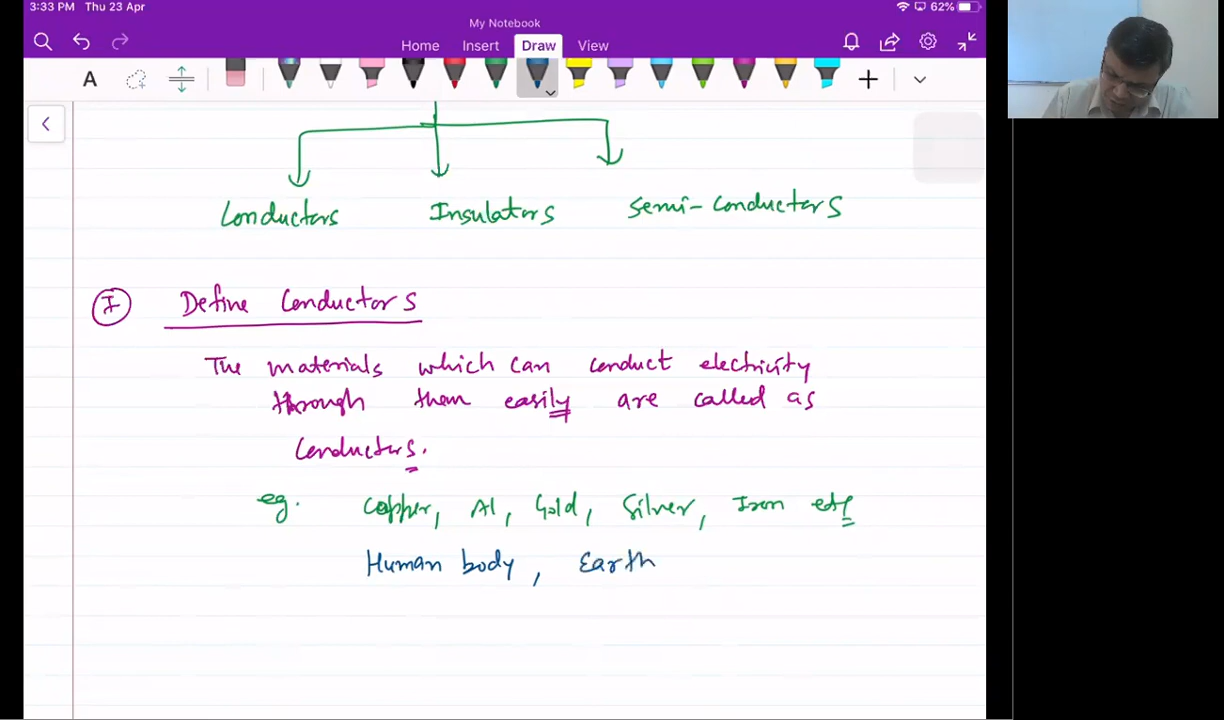 3:33 PM Thu 23 Apr
62%
My Notebook
Home Insert Draw View
A
Conductors Insulators Semi-Conductors
I Define Conductors
The materials which can conduct electricity
through them easily are called as
Conductors.
eg. Copper, Al, Gold, Silver, Iron etc
Human body, Earth